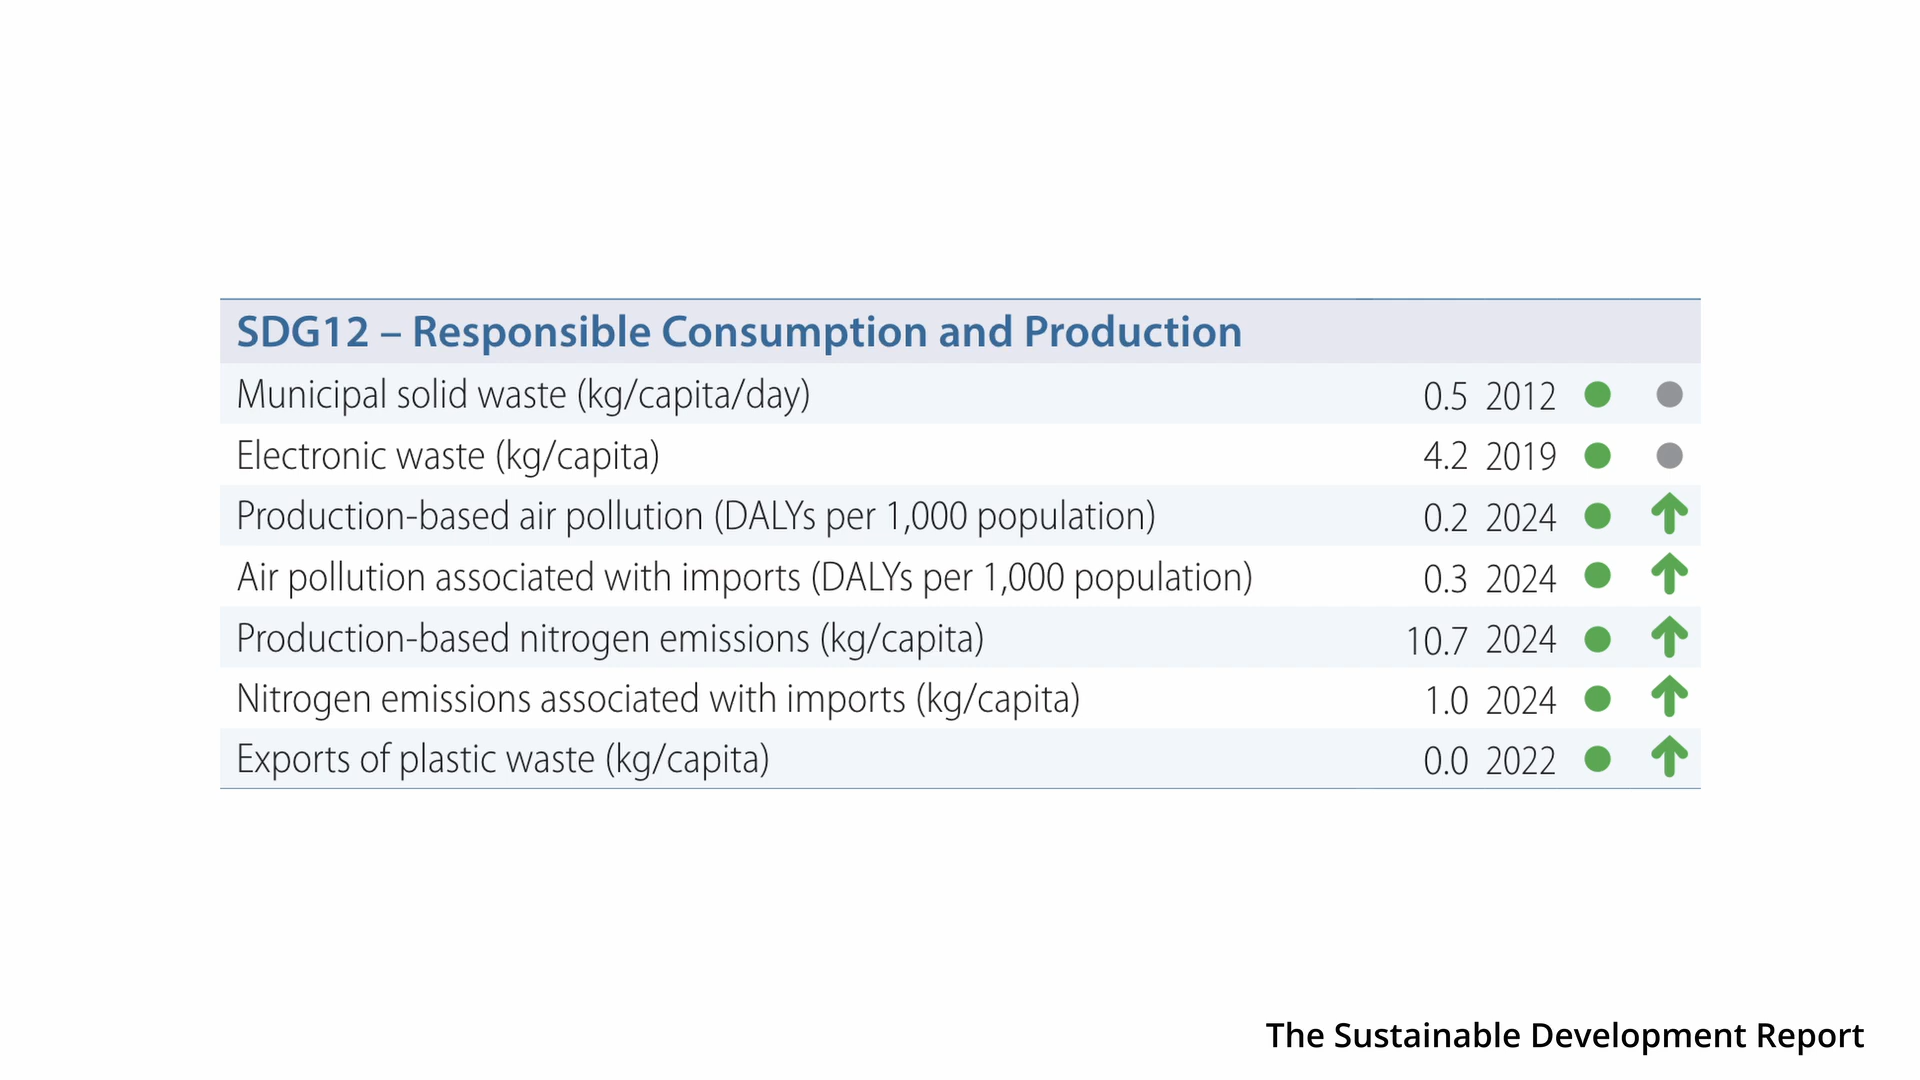 SDG12 – Responsible Consumption and Production
Municipal solid waste (kg/capita/day) 0.5 2012
Electronic waste (kg/capita) 4.2 2019
Production-based air pollution (DALYs per 1,000 population) 0.2 2024
Air pollution associated with imports (DALYs per 1,000 population) 0.3 2024
Production-based nitrogen emissions (kg/capita) 10.7 2024
Nitrogen emissions associated with imports (kg/capita) 1.0 2024
Exports of plastic waste (kg/capita) 0.0 2022
The Sustainable Development Report